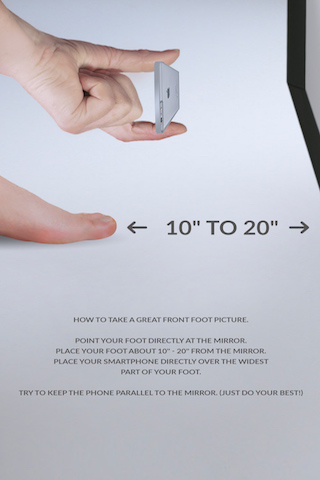 ← 10" TO 20" →
HOW TO TAKE A GREAT FRONT FOOT PICTURE.
POINT YOUR FOOT DIRECTLY AT THE MIRROR.
PLACE YOUR FOOT ABOUT 10" - 20" FROM THE MIRROR.
PLACE YOUR SMARTPHONE DIRECTLY OVER THE WIDEST
PART OF YOUR FOOT.
TRY TO KEEP THE PHONE PARALLEL TO THE MIRROR. (JUST DO YOUR BEST!)